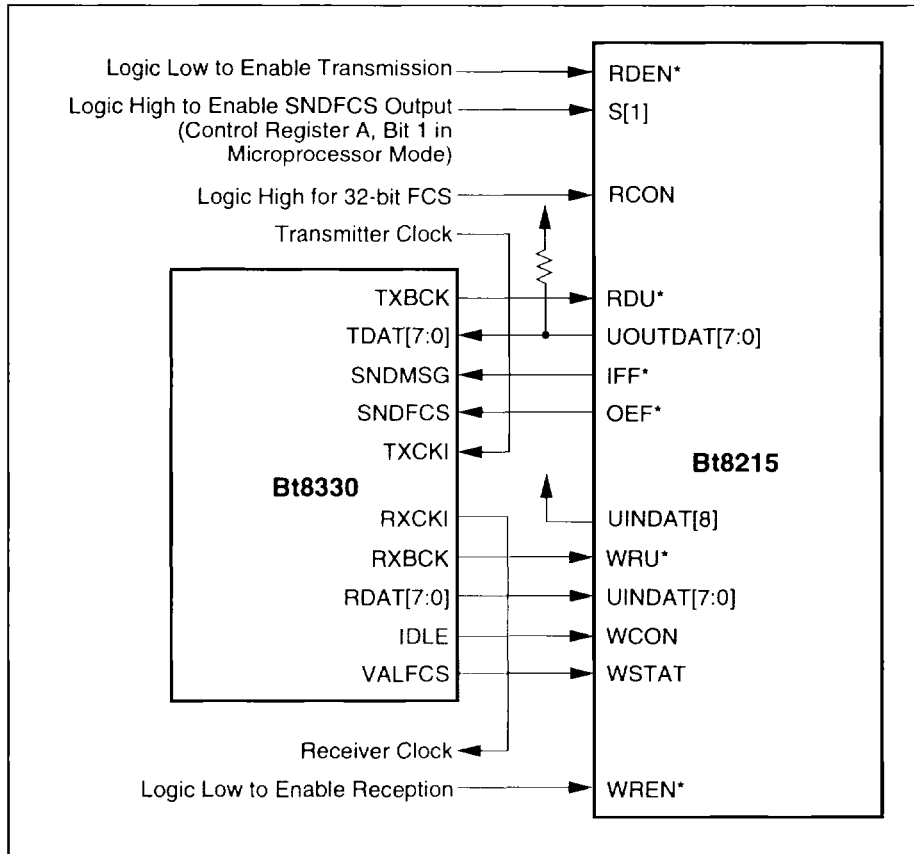 Logic Low to Enable Transmission
RDEN*
Logic High to Enable SNDFCS Output
(Control Register A, Bit 1 in
Microprocessor Mode)
S[1]
Logic High for 32-bit FCS
RCON
Transmitter Clock
TXBCK
RDU*
TDAT[7:0]
UOUTDAT[7:0]
SNDMSG
IFF*
SNDFCS
OEF*
TXCKI
Bt8330
Bt8215
RXCKI
UINDAT[8]
RXBCK
WRU*
RDAT[7:0]
UINDAT[7:0]
IDLE
WCON
VALFCS
WSTAT
Receiver Clock
Logic Low to Enable Reception
WREN*